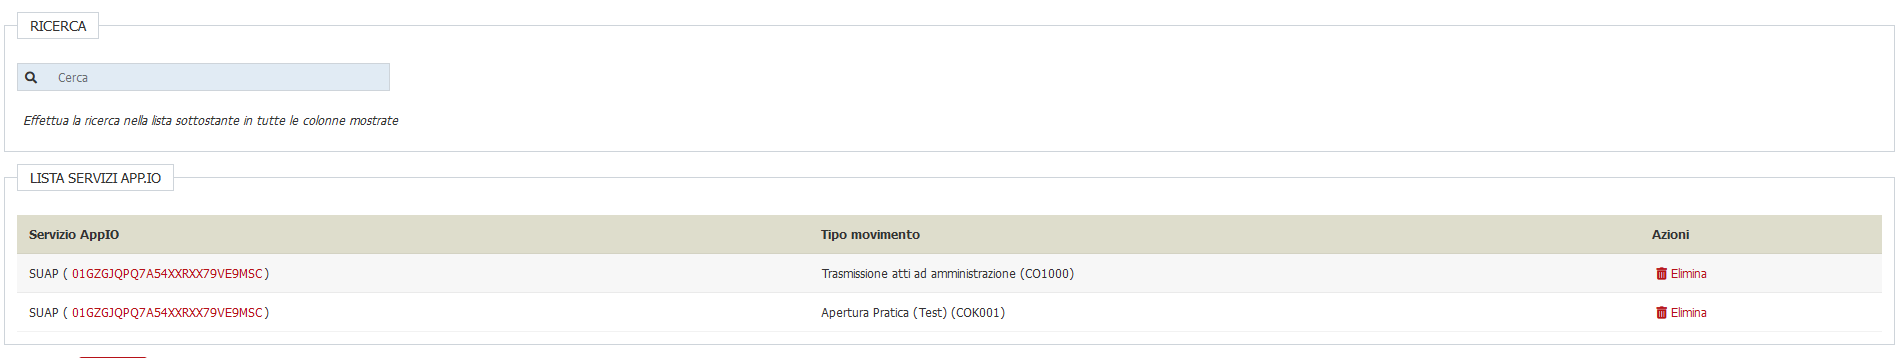 RICERCA
Cerca
Effettua la ricerca nella lista sottostante in tutte le colonne mostrate
LISTA SERVIZI APP.IO
Servizio AppIO Tipo movimento Azioni
SUAP ( 01GZGJQPQ7A54XXRXX79VE9MSC) Trasmissione atti ad amministrazione (CO1000) Elimina
SUAP ( 01GZGJQPQ7A54XXRXX79VE9MSC) Apertura Pratica (Test) (COK001) Elimina